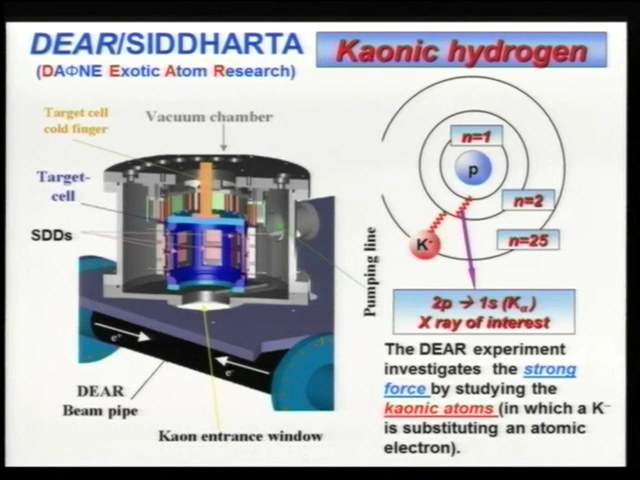 DEAR/SIDDHARTA
(DAΦNE Exotic Atom Research)
Kaonic hydrogen
Target cell
cold finger
Vacuum chamber
Target-
cell
SDDs
Pumping line
e⁺
e⁻
DEAR
Beam pipe
Kaon entrance window
n=1
p
n=2
K⁻
n=25
2p → 1s (Kα)
X ray of interest
The DEAR experiment
investigates the strong
force by studying the
kaonic atoms (in which a K⁻
is substituting an atomic
electron).